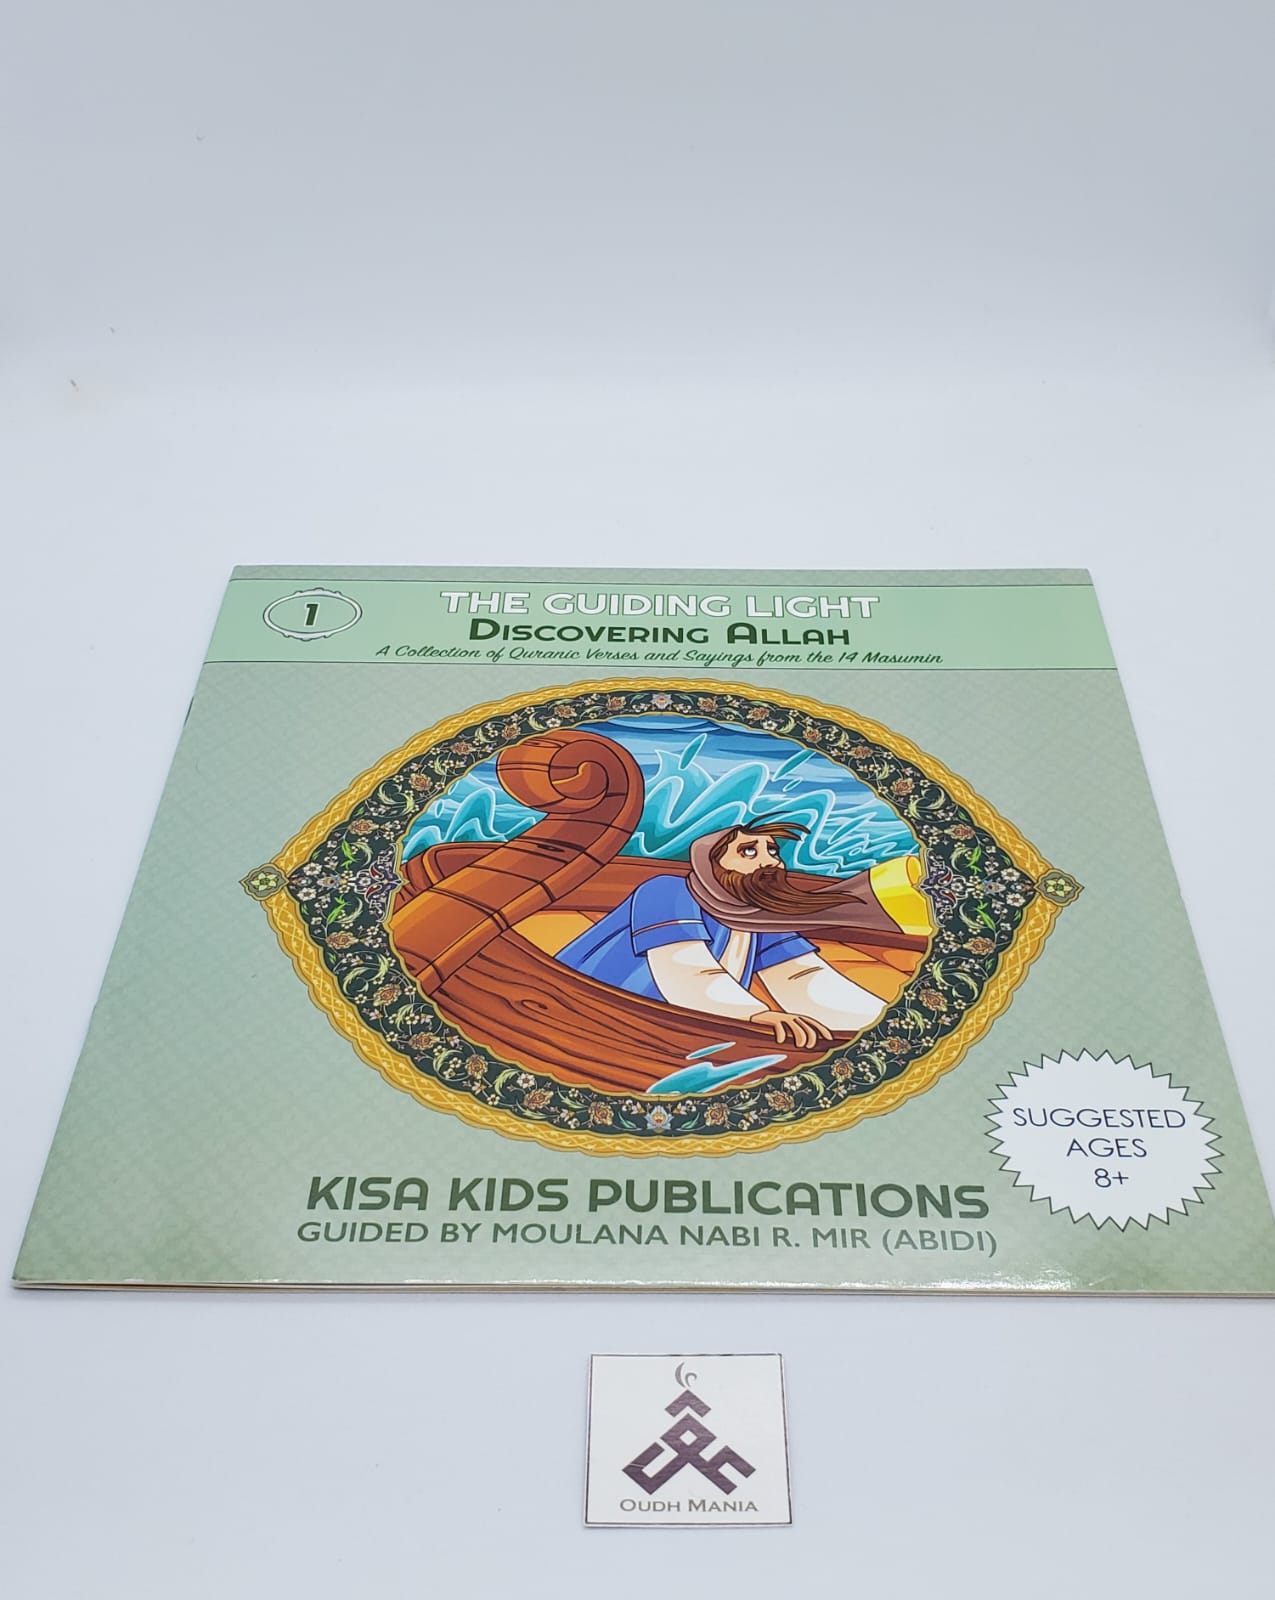 1
THE GUIDING LIGHT
DISCOVERING ALLAH
A Collection of Quranic Verses and Sayings from the 14 Masumin
SUGGESTED
AGES
8+
KISA KIDS PUBLICATIONS
GUIDED BY MOULANA NABI R. MIR (ABIDI)
OUDH MANIA